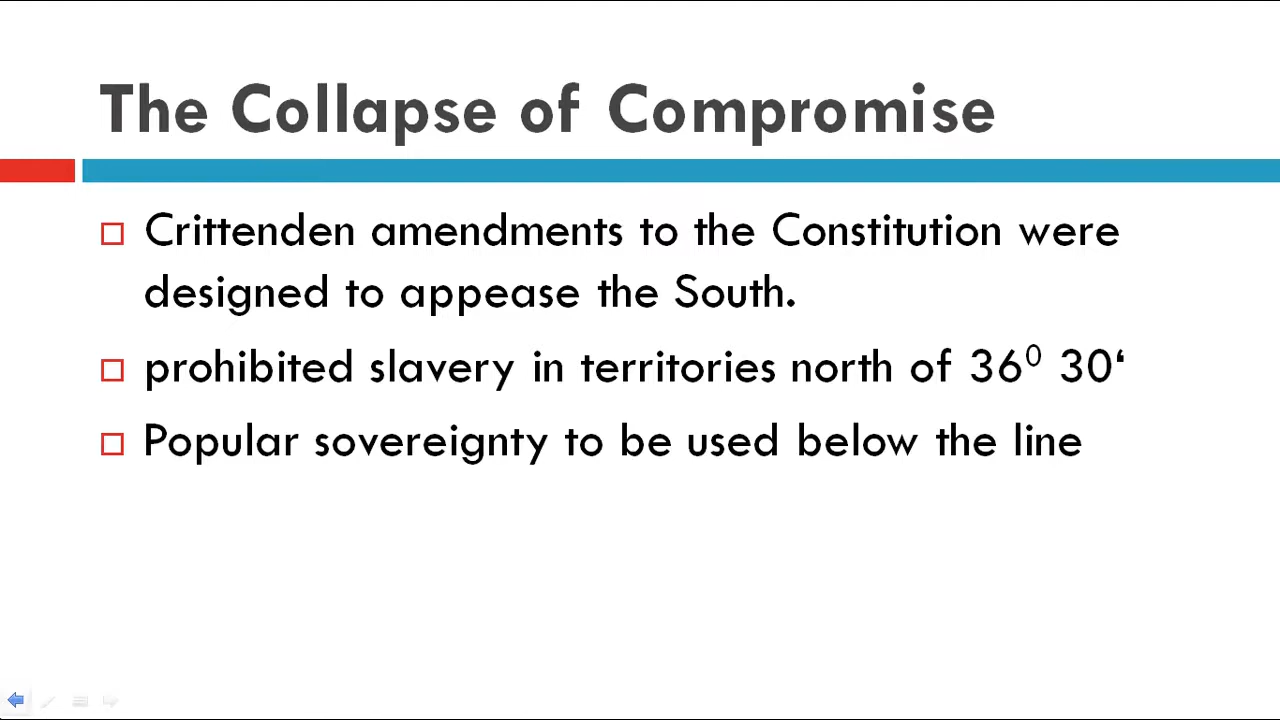 The Collapse of Compromise
Crittenden amendments to the Constitution were
designed to appease the South.
prohibited slavery in territories north of 36⁰ 30‘
Popular sovereignty to be used below the line